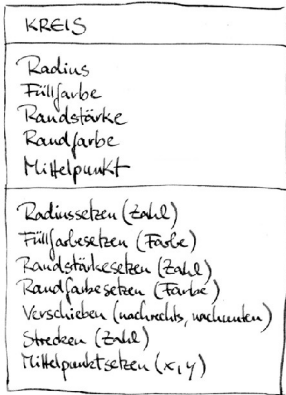 KREIS
Radius
Füllfarbe
Randstärke
Randfarbe
Mittelpunkt
Radiussetzen (Zahl)
Füllfarbesetzen (Farbe)
Randstärkesetzen (Zahl)
Randfarbesetzen (Farbe)
Verschieben (nachrechts, nachunten)
Strecken (Zahl)
Mittelpunktsetzen (x, y)